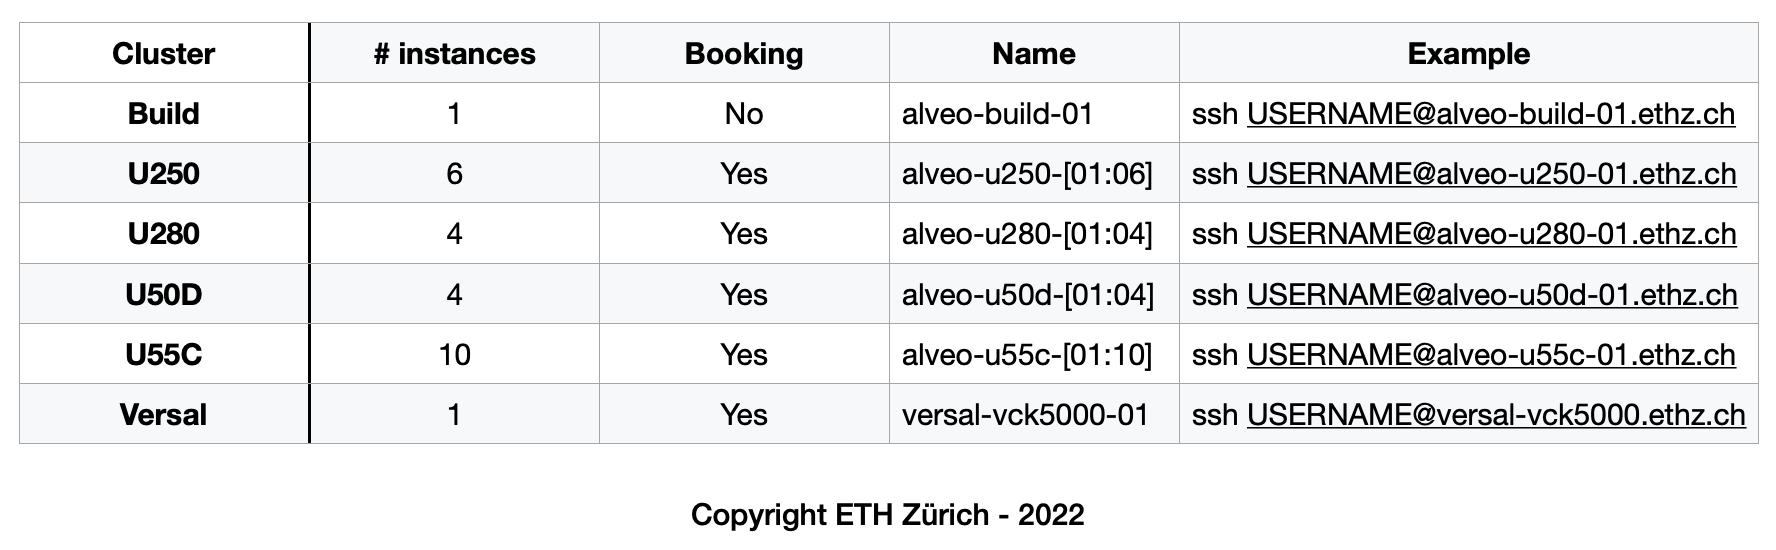 Cluster # instances Booking Name Example
Build 1 No alveo-build-01 ssh USERNAME@alveo-build-01.ethz.ch
U250 6 Yes alveo-u250-[01:06] ssh USERNAME@alveo-u250-01.ethz.ch
U280 4 Yes alveo-u280-[01:04] ssh USERNAME@alveo-u280-01.ethz.ch
U50D 4 Yes alveo-u50d-[01:04] ssh USERNAME@alveo-u50d-01.ethz.ch
U55C 10 Yes alveo-u55c-[01:10] ssh USERNAME@alveo-u55c-01.ethz.ch
Versal 1 Yes versal-vck5000-01 ssh USERNAME@versal-vck5000.ethz.ch
Copyright ETH Zürich - 2022